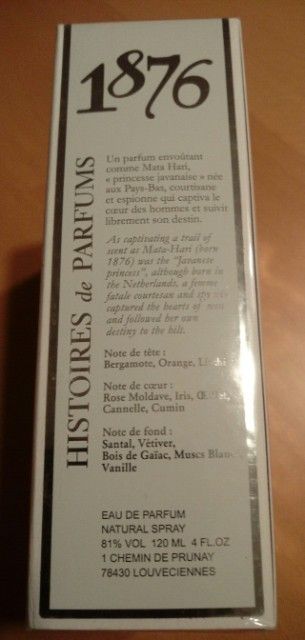 1876
HISTOIRES de PARFUMS
Un parfum envoûtant
comme Mata Hari,
« princesse javanaise » née
aux Pays-Bas, courtisane
et espionne qui captiva le
cœur des hommes et suivit
librement son destin.
As captivating a trail of
scent as Mata-Hari (born
1876) was the "Javanese
princess", although born in
the Netherlands, a femme
fatale courtesan and spy who
captured the hearts of men
and followed her own
destiny to the hilt.
Note de tête :
Bergamote, Orange,
Note de cœur :
Rose Moldave, Iris,
Cannelle, Cumin
Note de fond :
Santal, Vétiver,
Bois de Gaïac, Muscs Blancs
Vanille
EAU DE PARFUM
NATURAL SPRAY
81% VOL 120 ML 4 FL.OZ
1 CHEMIN DE PRUNAY
78430 LOUVECIENNES